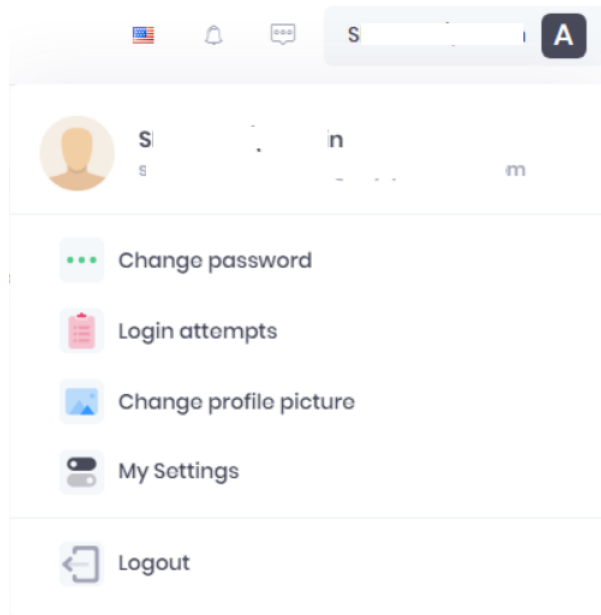 A
Change password
Login attempts
Change profile picture
My Settings
Logout